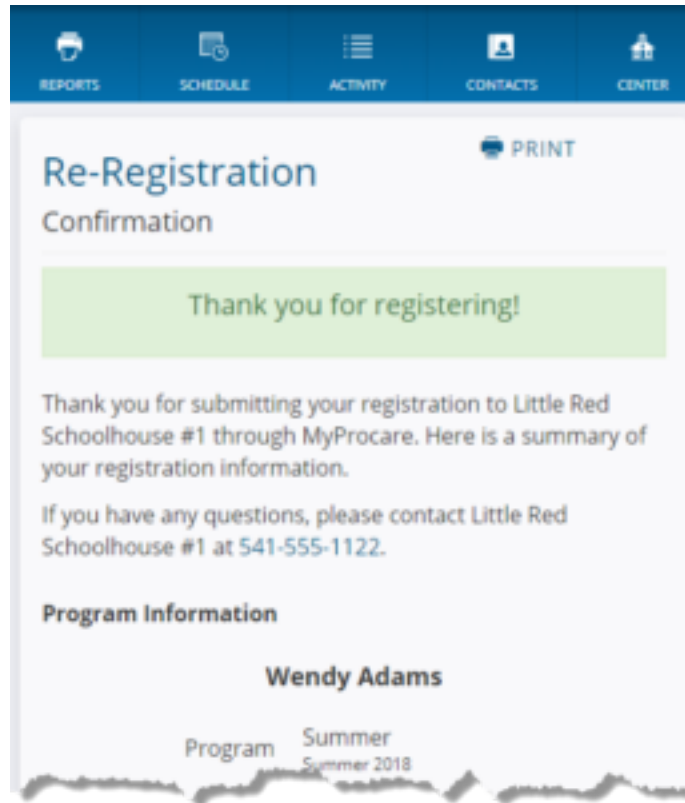 REPORTS SCHEDULE ACTIVITY CONTACTS CENTER
PRINT
Re-Registration
Confirmation
Thank you for registering!
Thank you for submitting your registration to Little Red
Schoolhouse #1 through MyProcare. Here is a summary of
your registration information.
If you have any questions, please contact Little Red
Schoolhouse #1 at 541-555-1122.
Program Information
Wendy Adams
Program Summer
Summer 2018